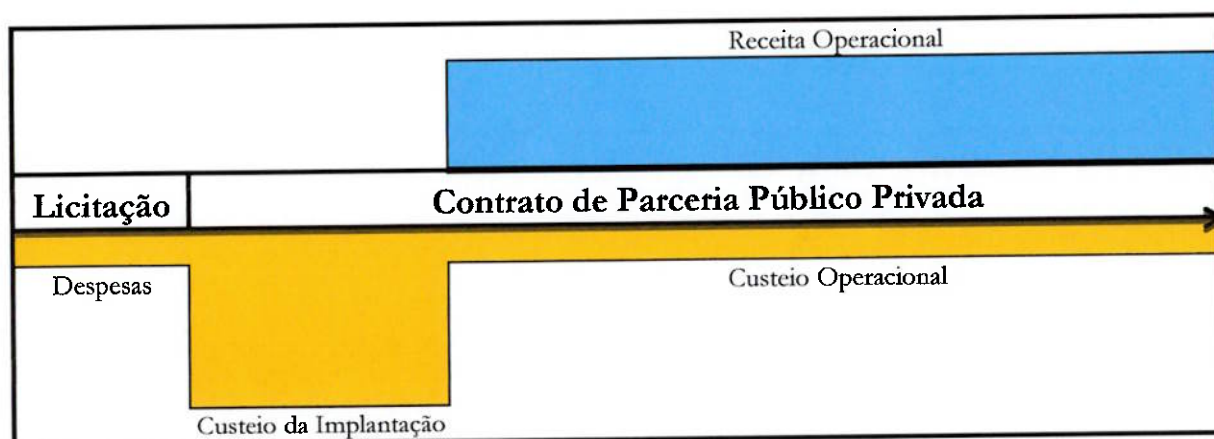 Receita Operacional
Licitação
Contrato de Parceria Público Privada
Despesas
Custeio Operacional
Custeio da Implantação